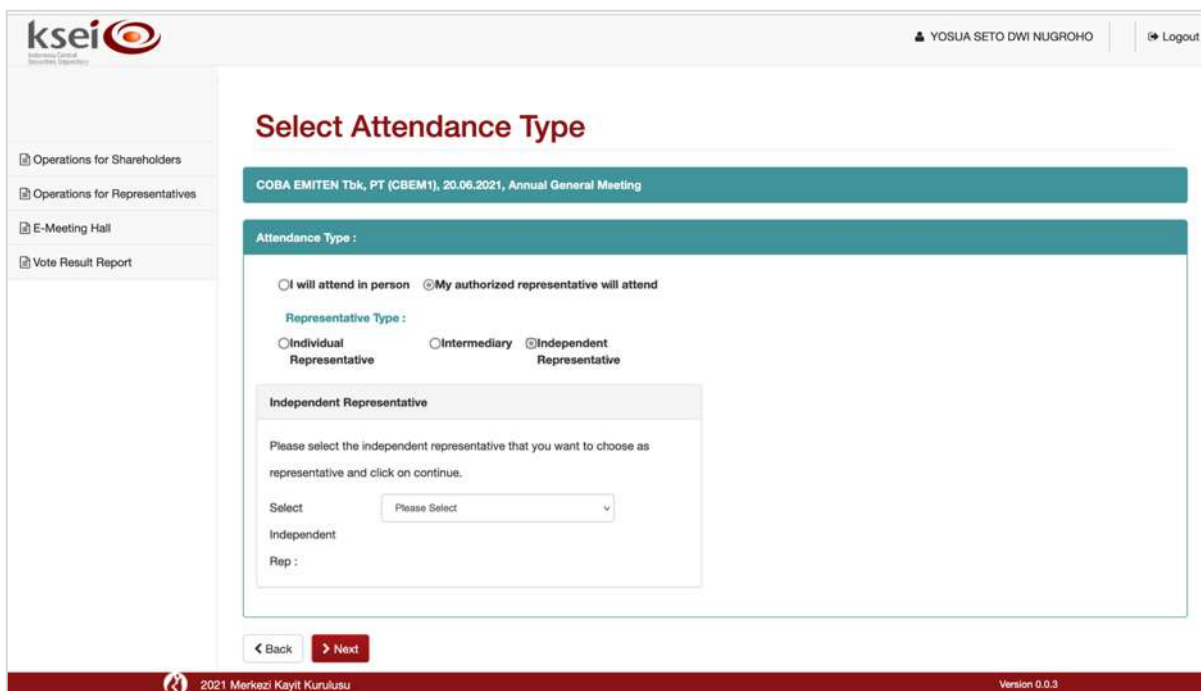 ksei
Indonesia Central
Securities Depository
YOSUA SETO DWI NUGROHO
Logout
Select Attendance Type
Operations for Shareholders
Operations for Representatives
E-Meeting Hall
Vote Result Report
COBA EMITEN Tbk, PT (CBEM1), 20.06.2021, Annual General Meeting
Attendance Type :
I will attend in person My authorized representative will attend
Representative Type :
Individual Intermediary Independent
Representative Representative
Independent Representative
Please select the independent representative that you want to choose as
representative and click on continue.
Select Please Select
Independent
Rep :
Back Next
2021 Merkezi Kayit Kurulusu Version 0.0.3